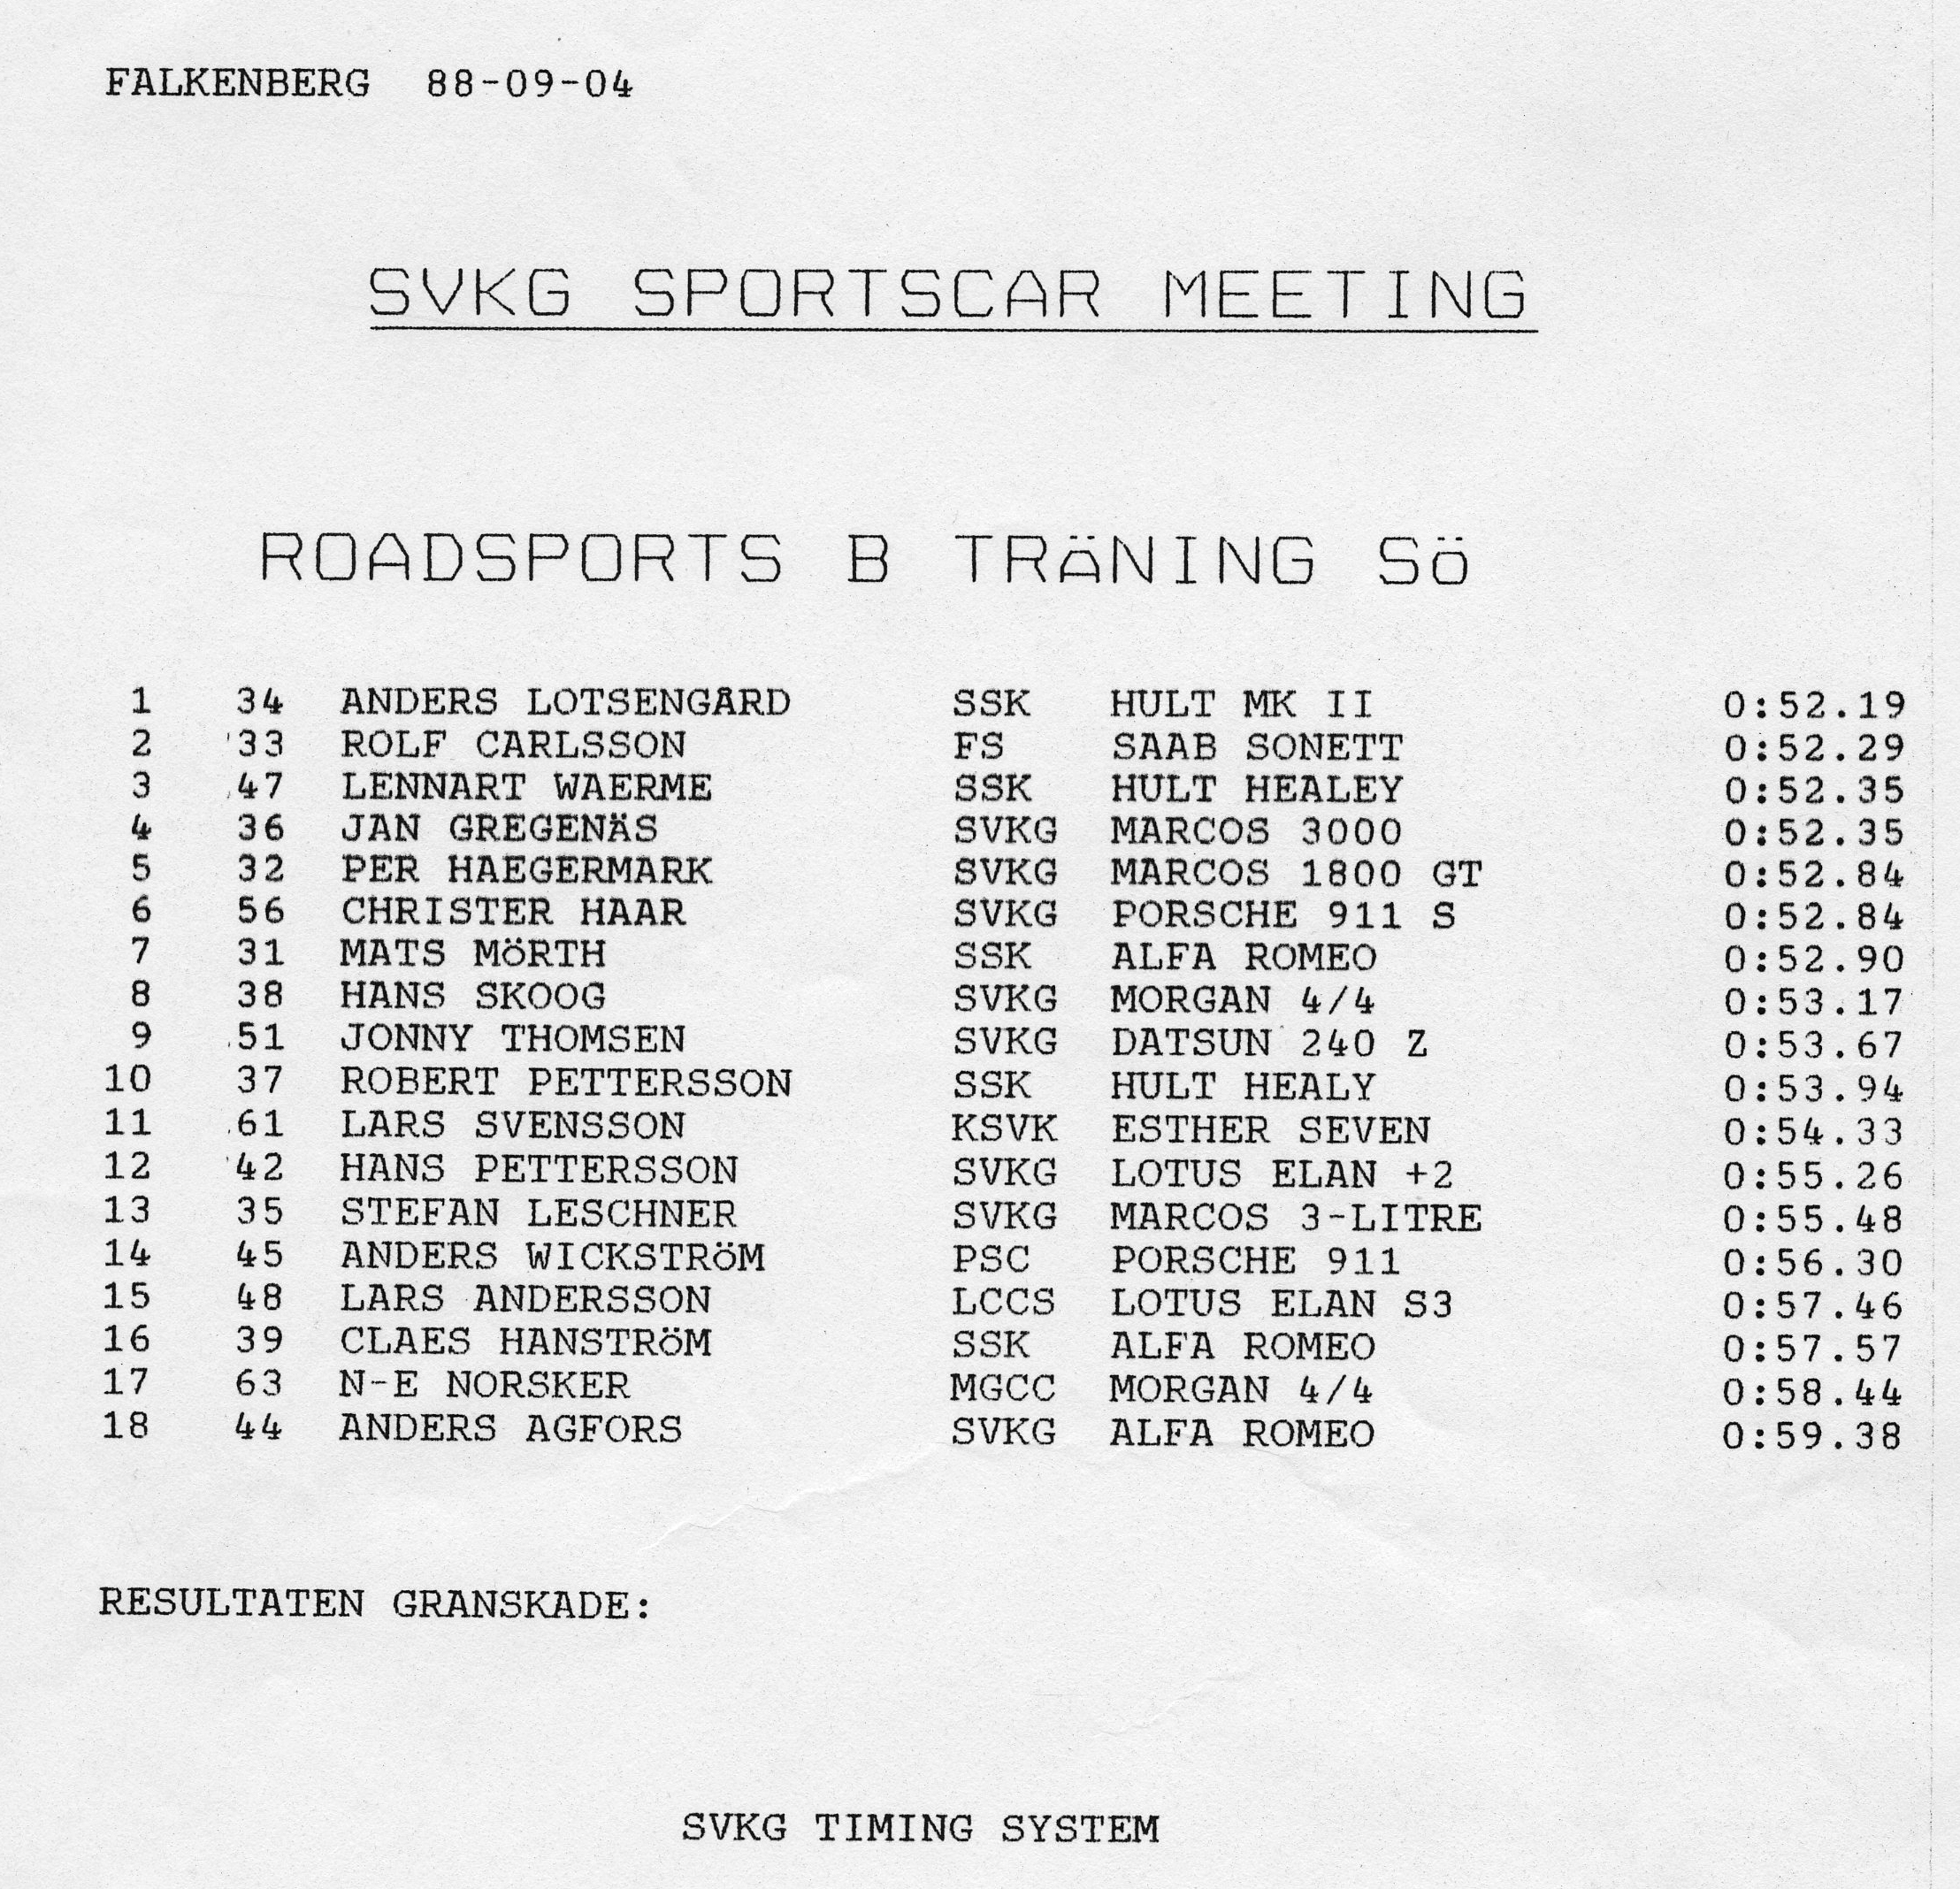 FALKENBERG 88-09-04
SVKG SPORTSCAR MEETING
ROADSPORTS B TRÄNING SÖ
1 34 ANDERS LOTSENGÅRD SSK HULT MK II 0:52.19
2 33 ROLF CARLSSON FS SAAB SONETT 0:52.29
3 47 LENNART WAERME SSK HULT HEALEY 0:52.35
4 36 JAN GREGENÄS SVKG MARCOS 3000 0:52.35
5 32 PER HAEGERMARK SVKG MARCOS 1800 GT 0:52.84
6 56 CHRISTER HAAR SVKG PORSCHE 911 S 0:52.84
7 31 MATS MÖRTH SSK ALFA ROMEO 0:52.90
8 38 HANS SKOOG SVKG MORGAN 4/4 0:53.17
9 51 JONNY THOMSEN SVKG DATSUN 240 Z 0:53.67
10 37 ROBERT PETTERSSON SSK HULT HEALY 0:53.94
11 61 LARS SVENSSON KSVK ESTHER SEVEN 0:54.33
12 42 HANS PETTERSSON SVKG LOTUS ELAN +2 0:55.26
13 35 STEFAN LESCHNER SVKG MARCOS 3-LITRE 0:55.48
14 45 ANDERS WICKSTRÖM PSC PORSCHE 911 0:56.30
15 48 LARS ANDERSSON LCCS LOTUS ELAN S3 0:57.46
16 39 CLAES HANSTRÖM SSK ALFA ROMEO 0:57.57
17 63 N-E NORSKER MGCC MORGAN 4/4 0:58.44
18 44 ANDERS AGFORS SVKG ALFA ROMEO 0:59.38
RESULTATEN GRANSKADE:
SVKG TIMING SYSTEM